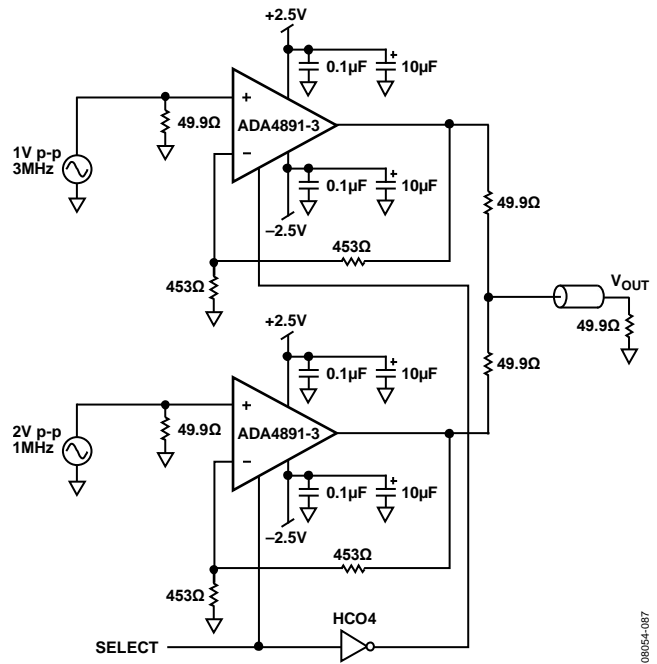 +2.5V
0.1µF
10µF
+
+
ADA4891-3
49.9Ω
–
1V p-p
3MHz
+
0.1µF
10µF
49.9Ω
–2.5V
453Ω
453Ω
VOUT
49.9Ω
+2.5V
+
0.1µF
10µF
49.9Ω
+
ADA4891-3
49.9Ω
–
2V p-p
1MHz
+
0.1µF
10µF
–2.5V
453Ω
453Ω
HCO4
SELECT
08054-087